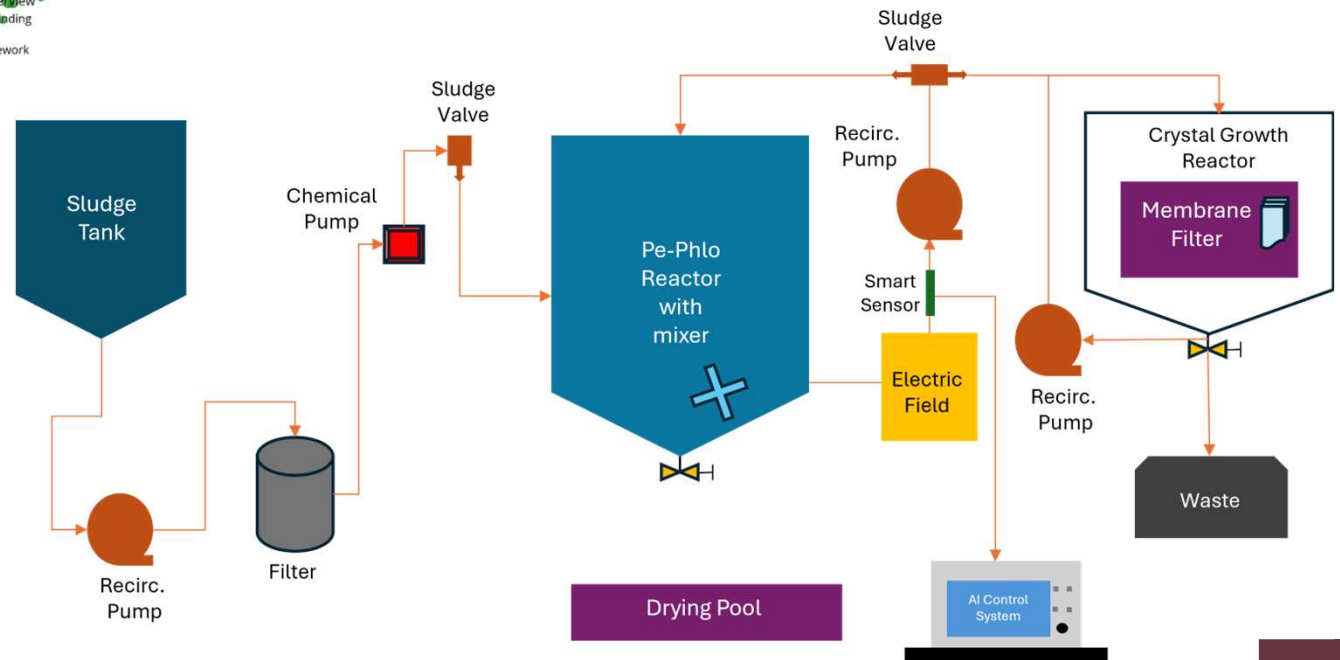 ework
Sludge
Tank
Recirc.
Pump
Filter
Chemical
Pump
Sludge
Valve
Pe-Phlo
Reactor
with
mixer
Electric
Field
Smart
Sensor
Recirc.
Pump
Sludge
Valve
Crystal Growth
Reactor
Membrane
Filter
Recirc.
Pump
Waste
Drying Pool
AI Control
System